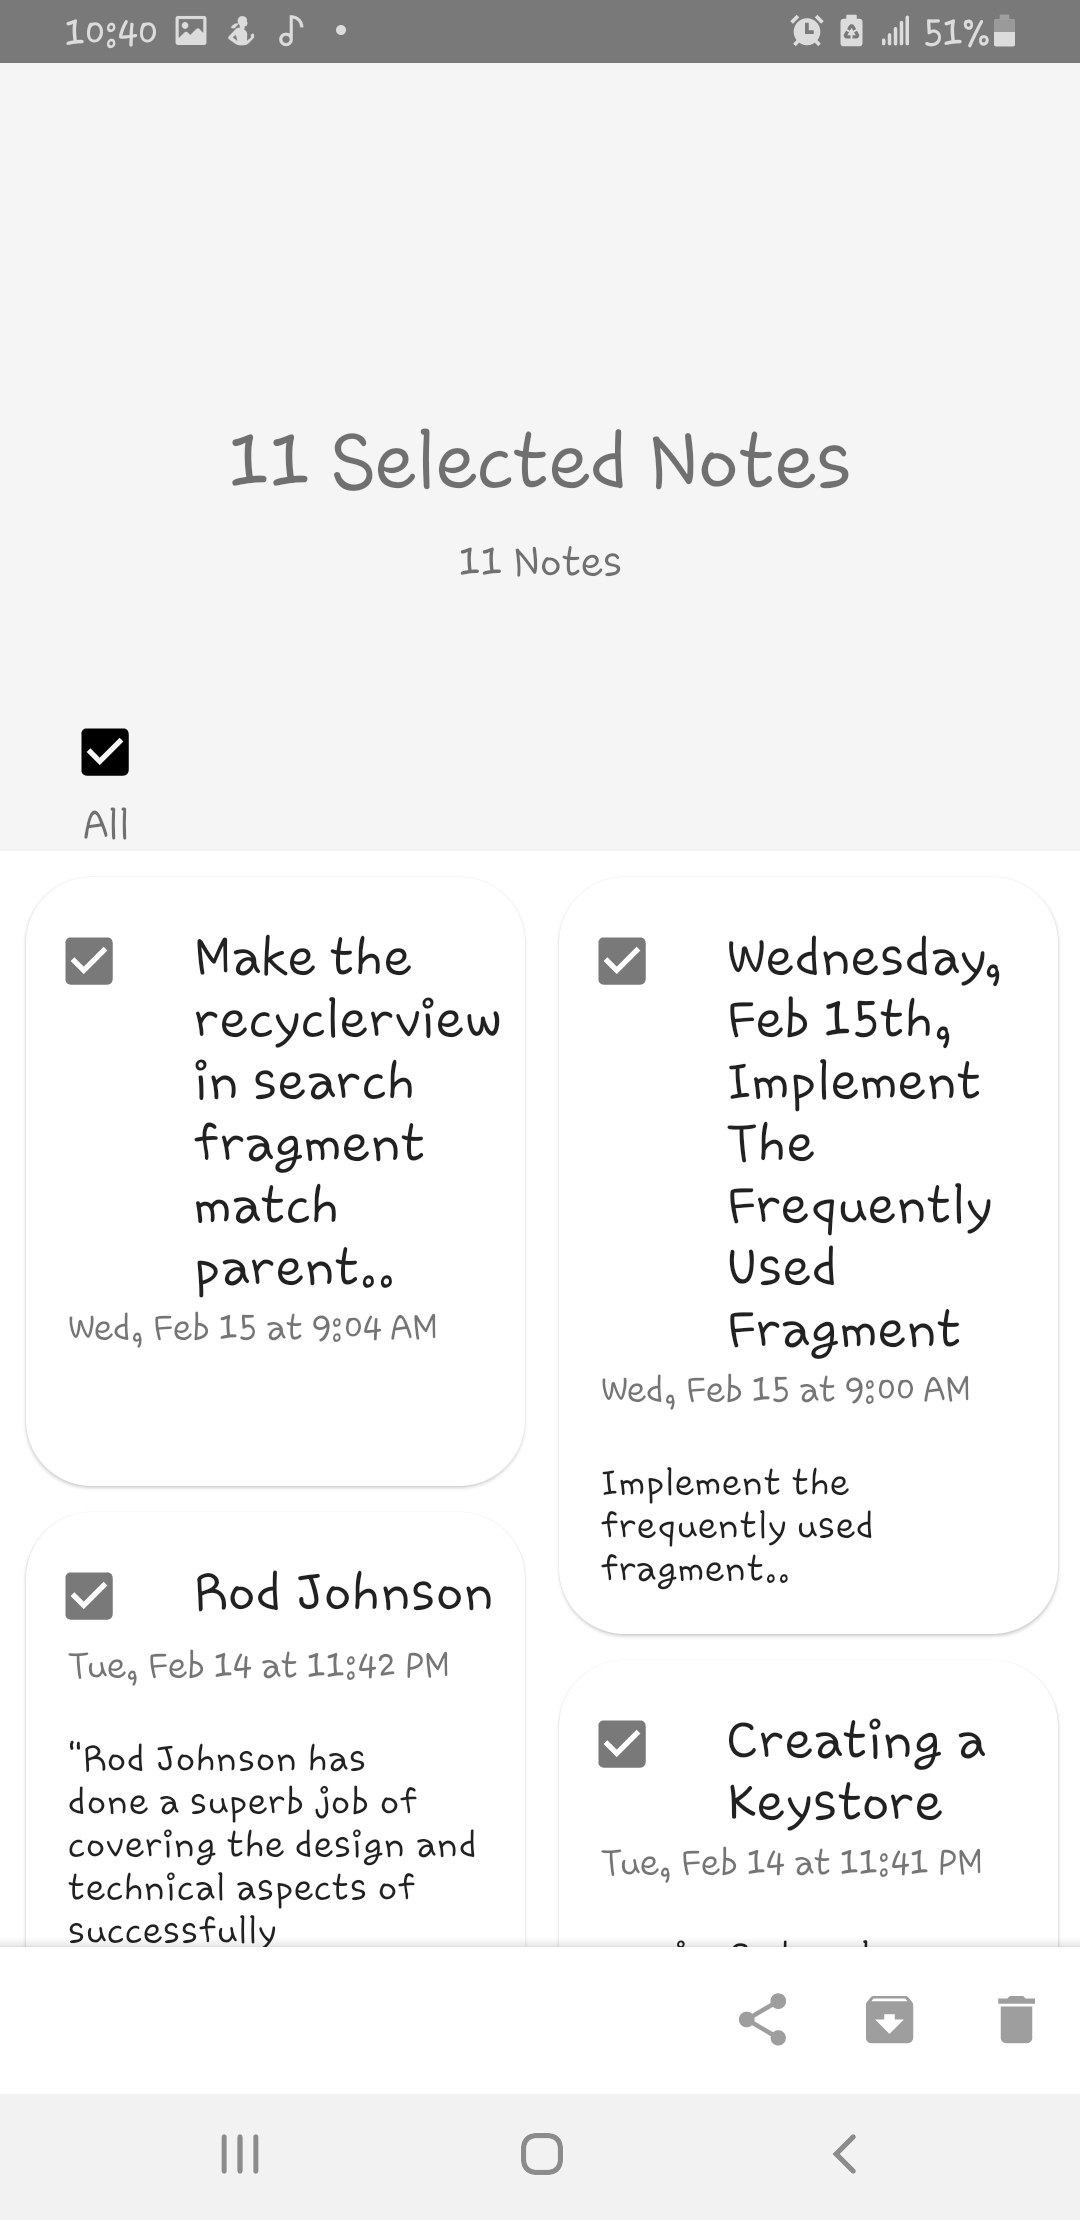 10:40
51%
11 Selected Notes
11 Notes
All
Make the
recyclerview
in search
fragment
match
parent..
Wed, Feb 15 at 9:04 AM
Wednesday,
Feb 15th,
Implement
The
Frequently
Used
Fragment
Wed, Feb 15 at 9:00 AM
Implement the
frequently used
fragment..
Rod Johnson
Tue, Feb 14 at 11:42 PM
"Rod Johnson has
done a superb job of
covering the design and
technical aspects of
successfully
Creating a
Keystore
Tue, Feb 14 at 11:41 PM